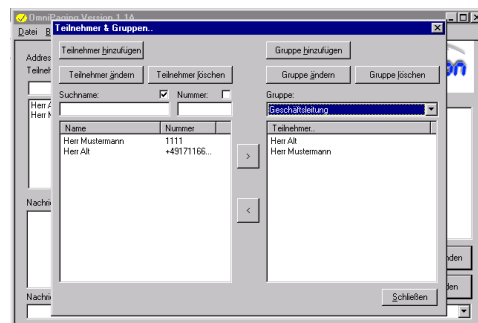 OmniPaging Version 1.1A
Teilnehmer & Gruppen..
Datei
Teilnehmer hinzufügen
Gruppe hinzufügen
Teilnehmer ändern
Teilnehmer löschen
Gruppe ändern
Gruppe löschen
Suchname:
Nummer:
Gruppe:
Geschäftsleitung
Name
Nummer
Teilnehmer..
Herr Mustermann
1111
Herr Alt
+49171166...
Herr Alt
Herr Mustermann
>
<
Schließen